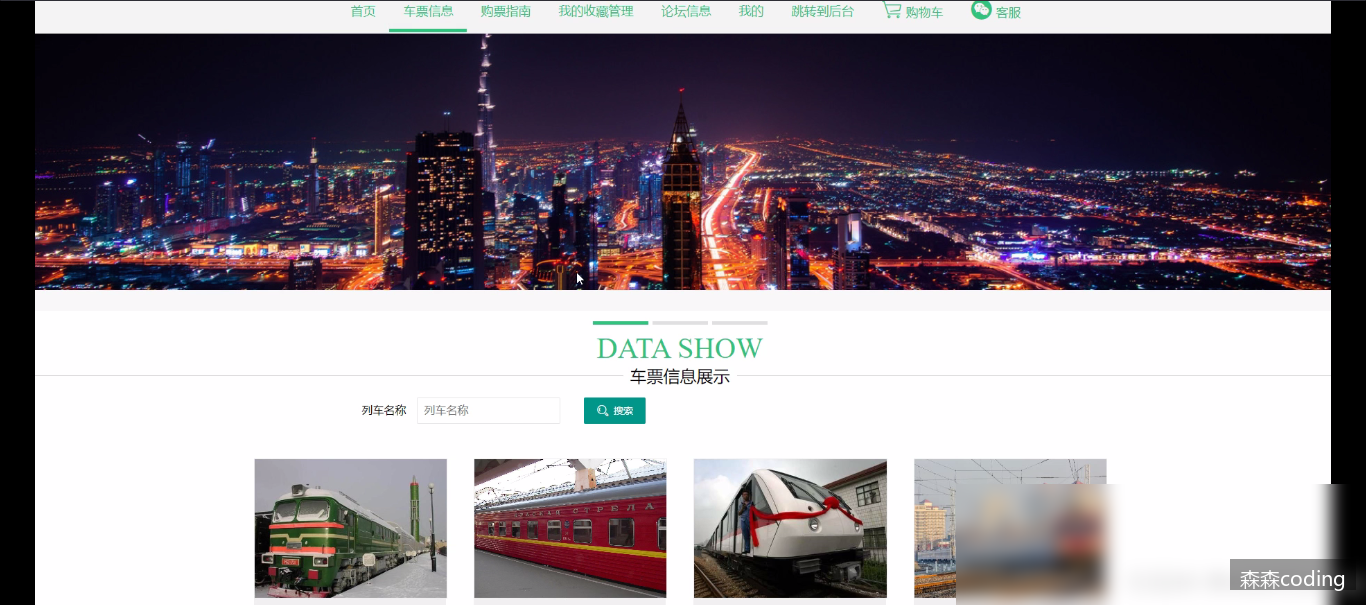 首页 车票信息 购票指南 我的收藏管理 论坛信息 我的 跳转到后台 购物车 客服
DATA SHOW
车票信息展示
列车名称 列车名称 搜索
СТРЕЛА
森森coding